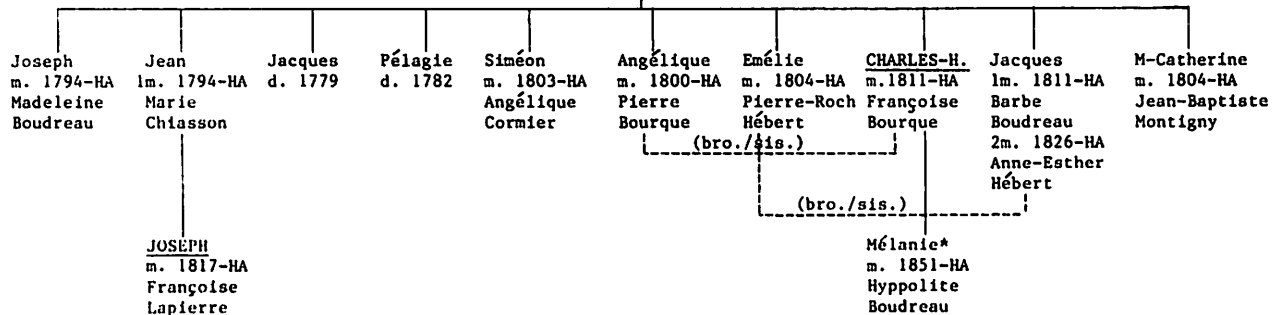 Joseph
m. 1794-HA
Madeleine
Boudreau
Jean
1m. 1794-HA
Marie
Chiasson
Jacques
d. 1779
Pélagie
d. 1782
Siméon
m. 1803-HA
Angélique
Cormier
Angélique
m. 1800-HA
Pierre
Bourque
Emélie
m. 1804-HA
Pierre-Roch
Hébert
CHARLES-H.
m.1811-HA
Françoise
Bourque
Jacques
1m. 1811-HA
Barbe
Boudreau
2m. 1826-HA
Anne-Esther
Hébert
M-Catherine
m. 1804-HA
Jean-Baptiste
Montigny
(bro./sis.)
(bro./sis.)
JOSEPH
m. 1817-HA
Françoise
Lapierre
Mélanie*
m. 1851-HA
Hyppolite
Boudreau